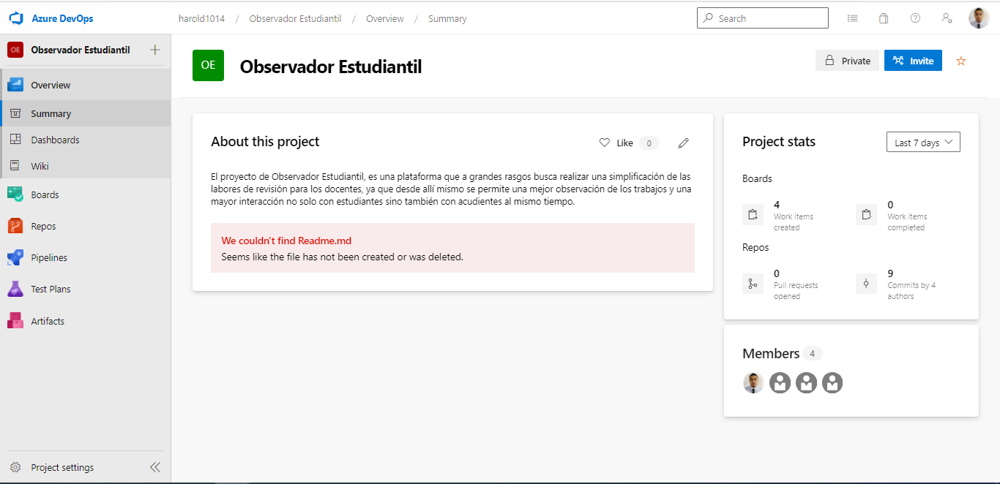 Azure DevOps
harold1014 / Observador Estudiantil / Overview / Summary
Search
OE Observador Estudiantil
Overview
Summary
Dashboards
Wiki
Boards
Repos
Pipelines
Test Plans
Artifacts
Project settings
OE Observador Estudiantil
Private
Invite
About this project
Like 0
El proyecto de Observador Estudiantil, es una plataforma que a grandes rasgos busca realizar una simplificación de las
labores de revisión para los docentes, ya que desde allí mismo se permite una mejor observación de los trabajos y una
mayor interacción no solo con estudiantes sino también con acudientes al mismo tiempo.
We couldn't find Readme.md
Seems like the file has not been created or was deleted.
Project stats
Last 7 days
Boards
4
Work items
created
0
Work items
completed
Repos
0
Pull requests
opened
9
Commits by 4
authors
Members 4